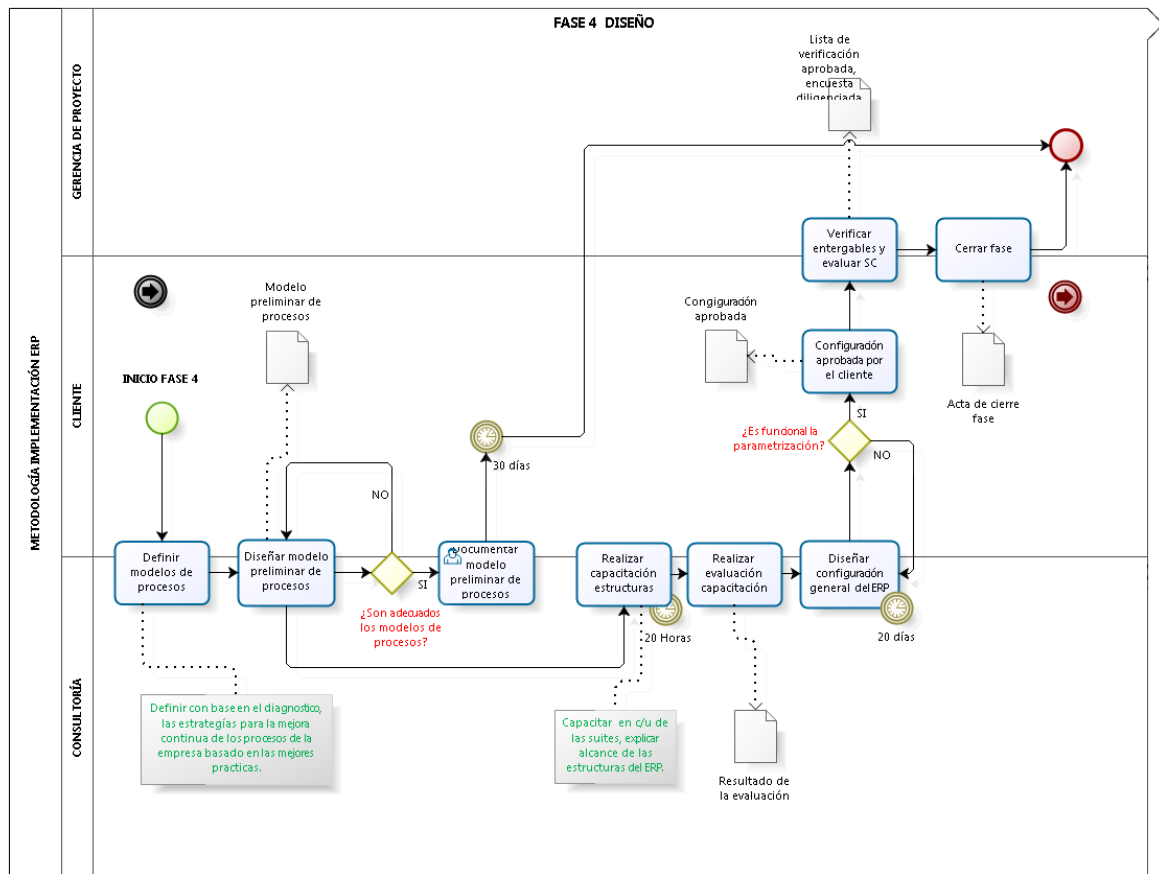 FASE 4 DISEÑO
METODOLOGÍA IMPLEMENTACIÓN ERP
GERENCIA DE PROYECTO
Lista de
verificación
aprobada,
encuesta
diligenciada
Verificar
entergables y
evaluar SC
Cerrar fase
CLIENTE
Modelo
preliminar de
procesos
INICIO FASE 4
Congiguración
aprobada
Configuración
aprobada por
el cliente
Acta de cierre
fase
¿Es funcional la
parametrización?
SI
NO
30 días
NO
CONSULTORÍA
Definir
modelos de
procesos
Diseñar modelo
preliminar de
procesos
SI
¿Son adecuados
los modelos de
procesos?
Documentar
modelo
preliminar de
procesos
Realizar
capacitación
estructuras
20 Horas
Realizar
evaluación
capacitación
Diseñar
configuración
general del ERP
20 días
Definir con base en el diagnostico,
las estrategías para la mejora
continua de los procesos de la
empresa basado en las mejores
practicas.
Capacitar en c/u de
las suites, explicar
alcance de las
estructuras del ERP.
Resultado de
la evaluación